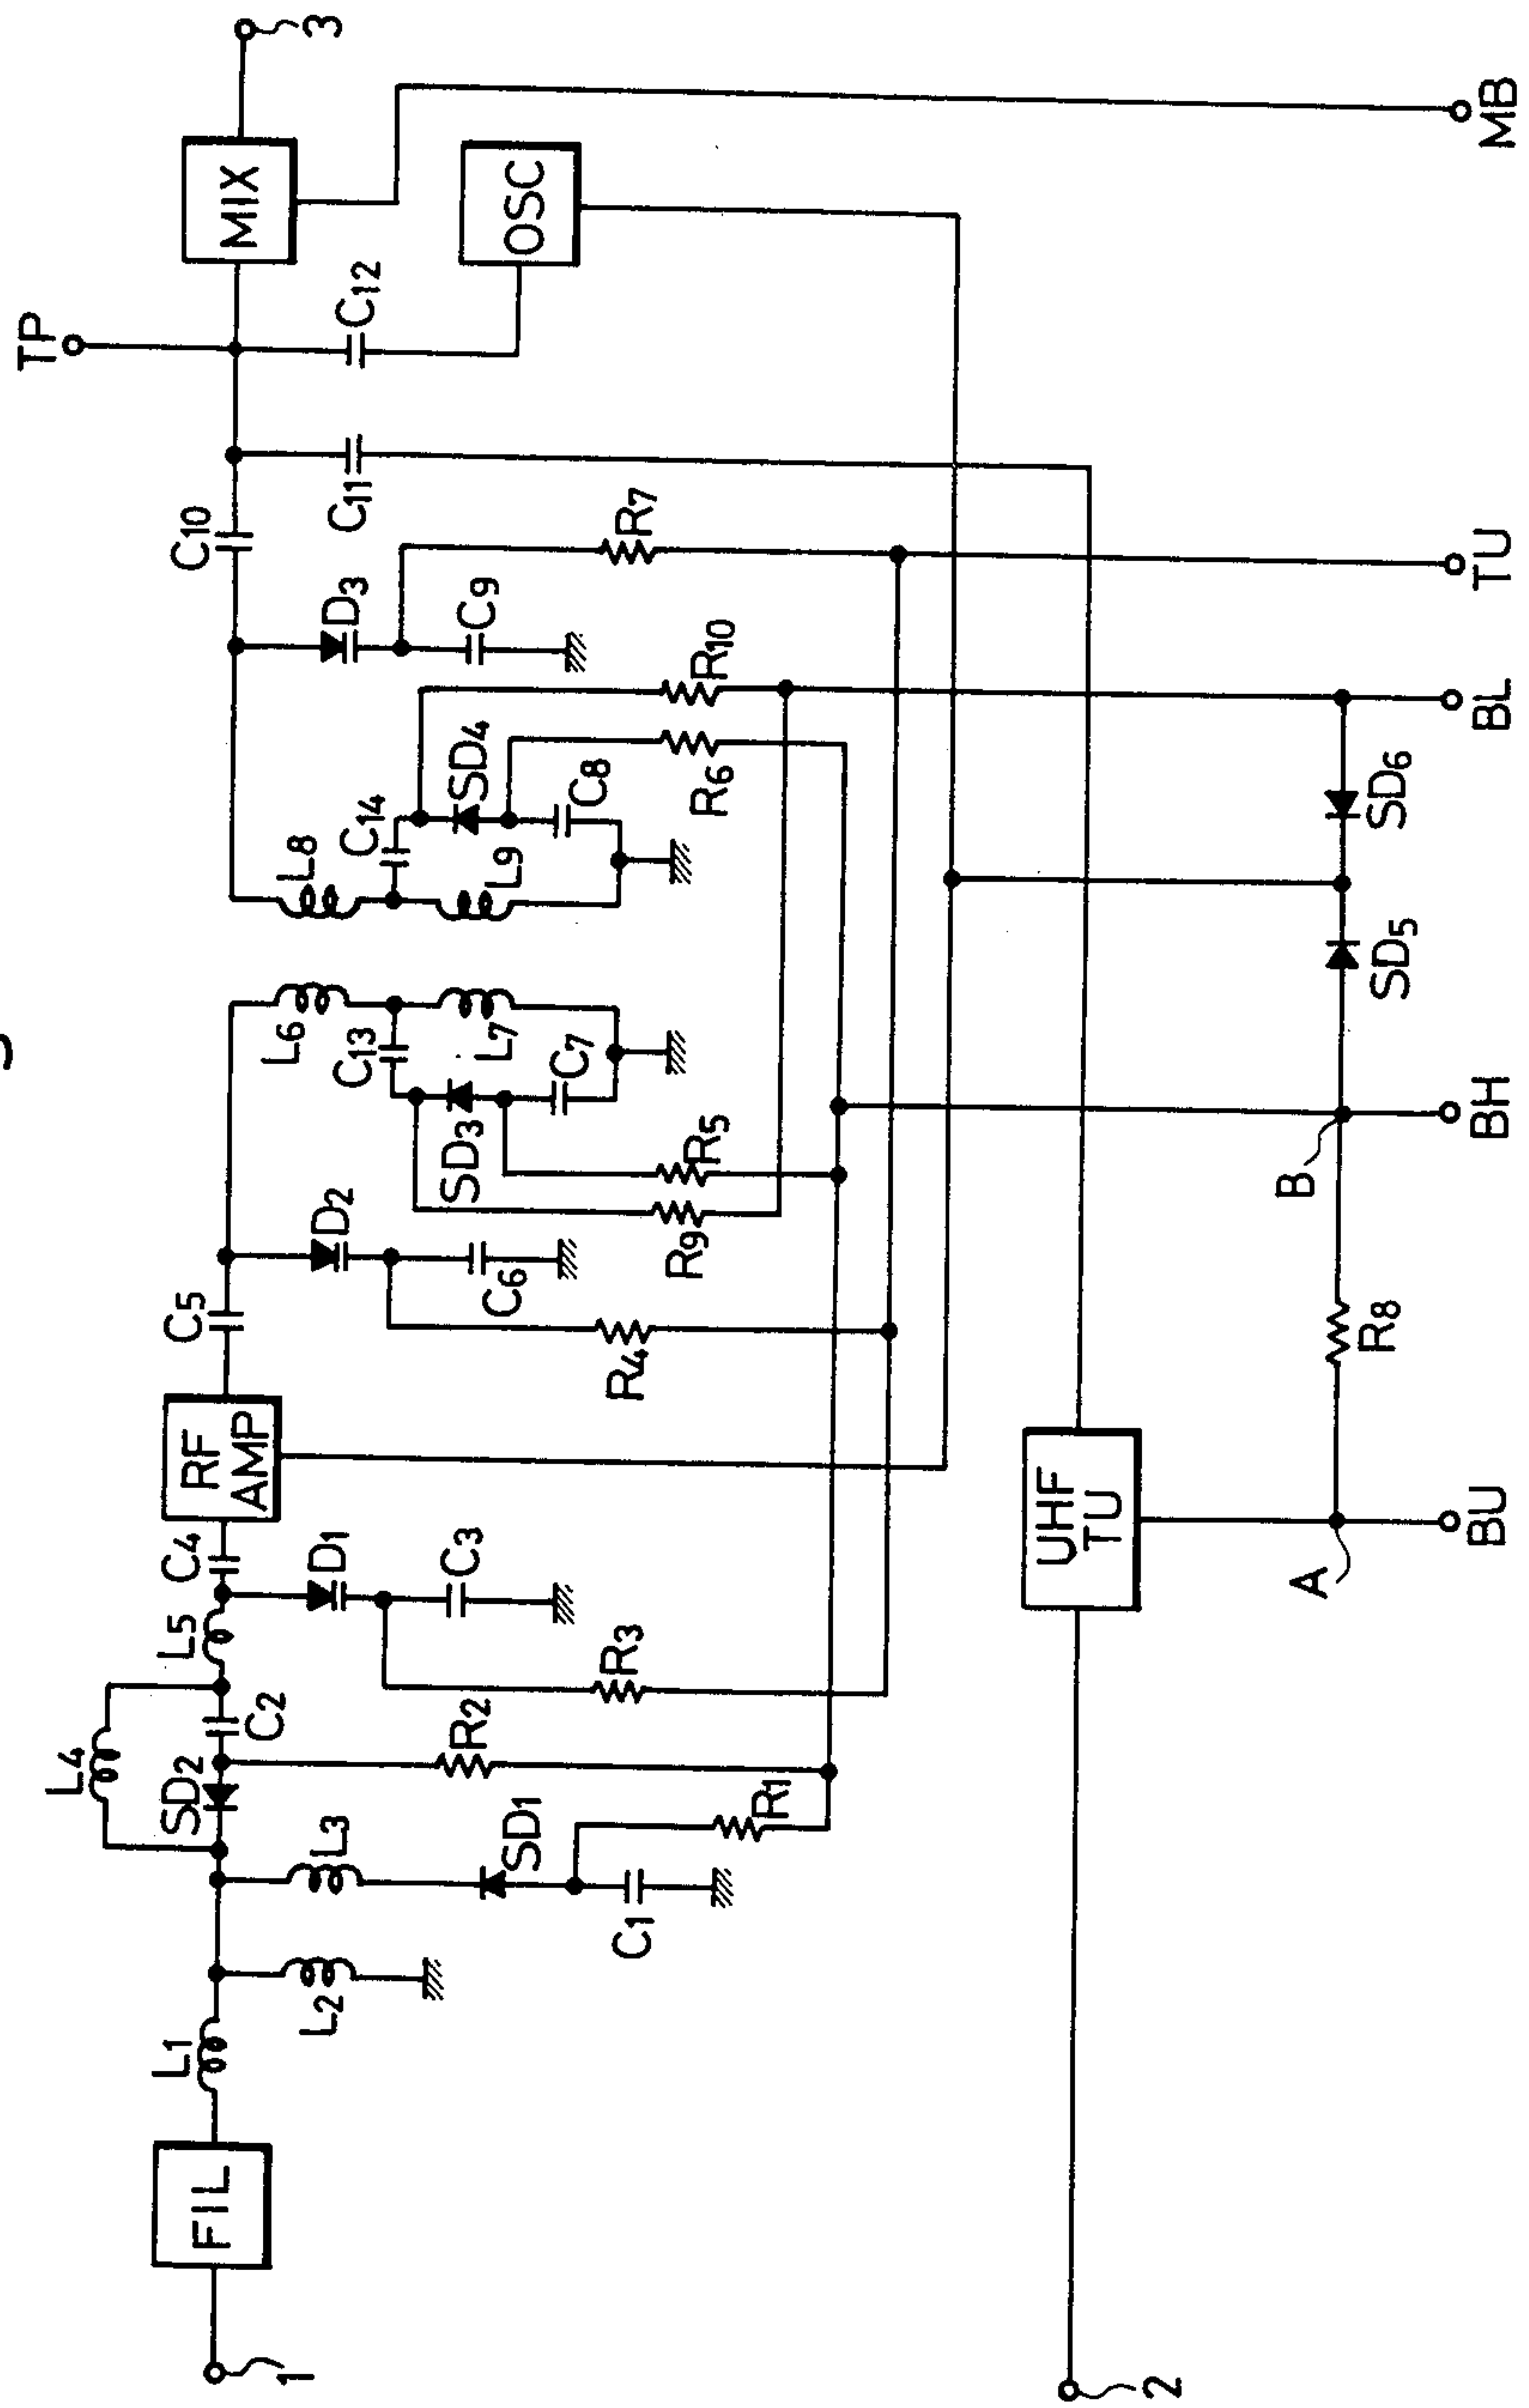 1
FIL
L1
L2
L3
SD1
C1
R1
L4
SD2
C2
R2
L5
D1
C3
R3
C4
RF
AMP
C5
D2
C6
R4
L6
C13
L7
SD3
C7
R5
R9
L8
C14
L9
SD4
C8
R6
R10
D3
C9
R7
C10
C11
TP
C12
MIX
OSC
3
2
UHF
TU
A
R8
B
SD5
SD6
BU
BH
BL
TU
MB